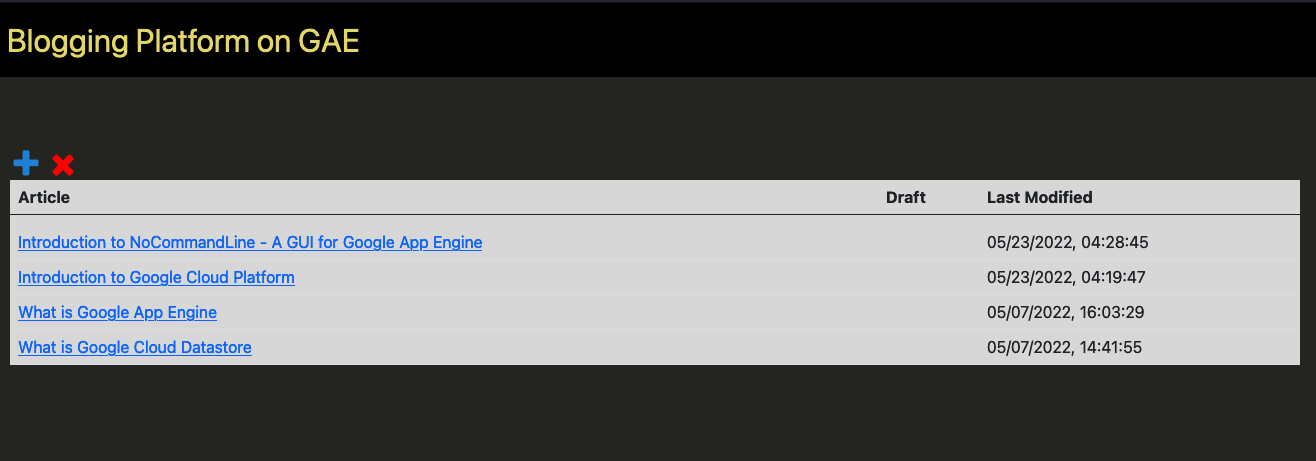 Blogging Platform on GAE
Article Draft Last Modified
Introduction to NoCommandLine - A GUI for Google App Engine 05/23/2022, 04:28:45
Introduction to Google Cloud Platform 05/23/2022, 04:19:47
What is Google App Engine 05/07/2022, 16:03:29
What is Google Cloud Datastore 05/07/2022, 14:41:55